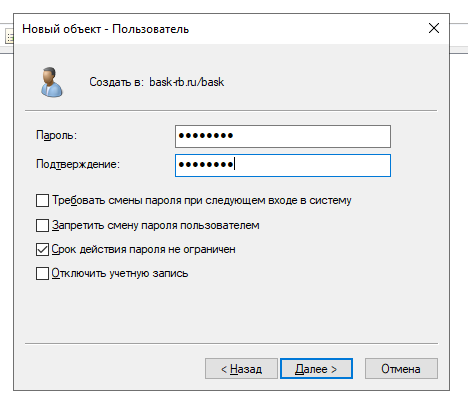 Новый объект - Пользователь
Создать в: bask-rb.ru/bask
Пароль: ●●●●●●●●
Подтверждение: ●●●●●●●●
Требовать смены пароля при следующем входе в систему
Запретить смену пароля пользователем
Срок действия пароля не ограничен
Отключить учетную запись
< Назад
Далее >
Отмена